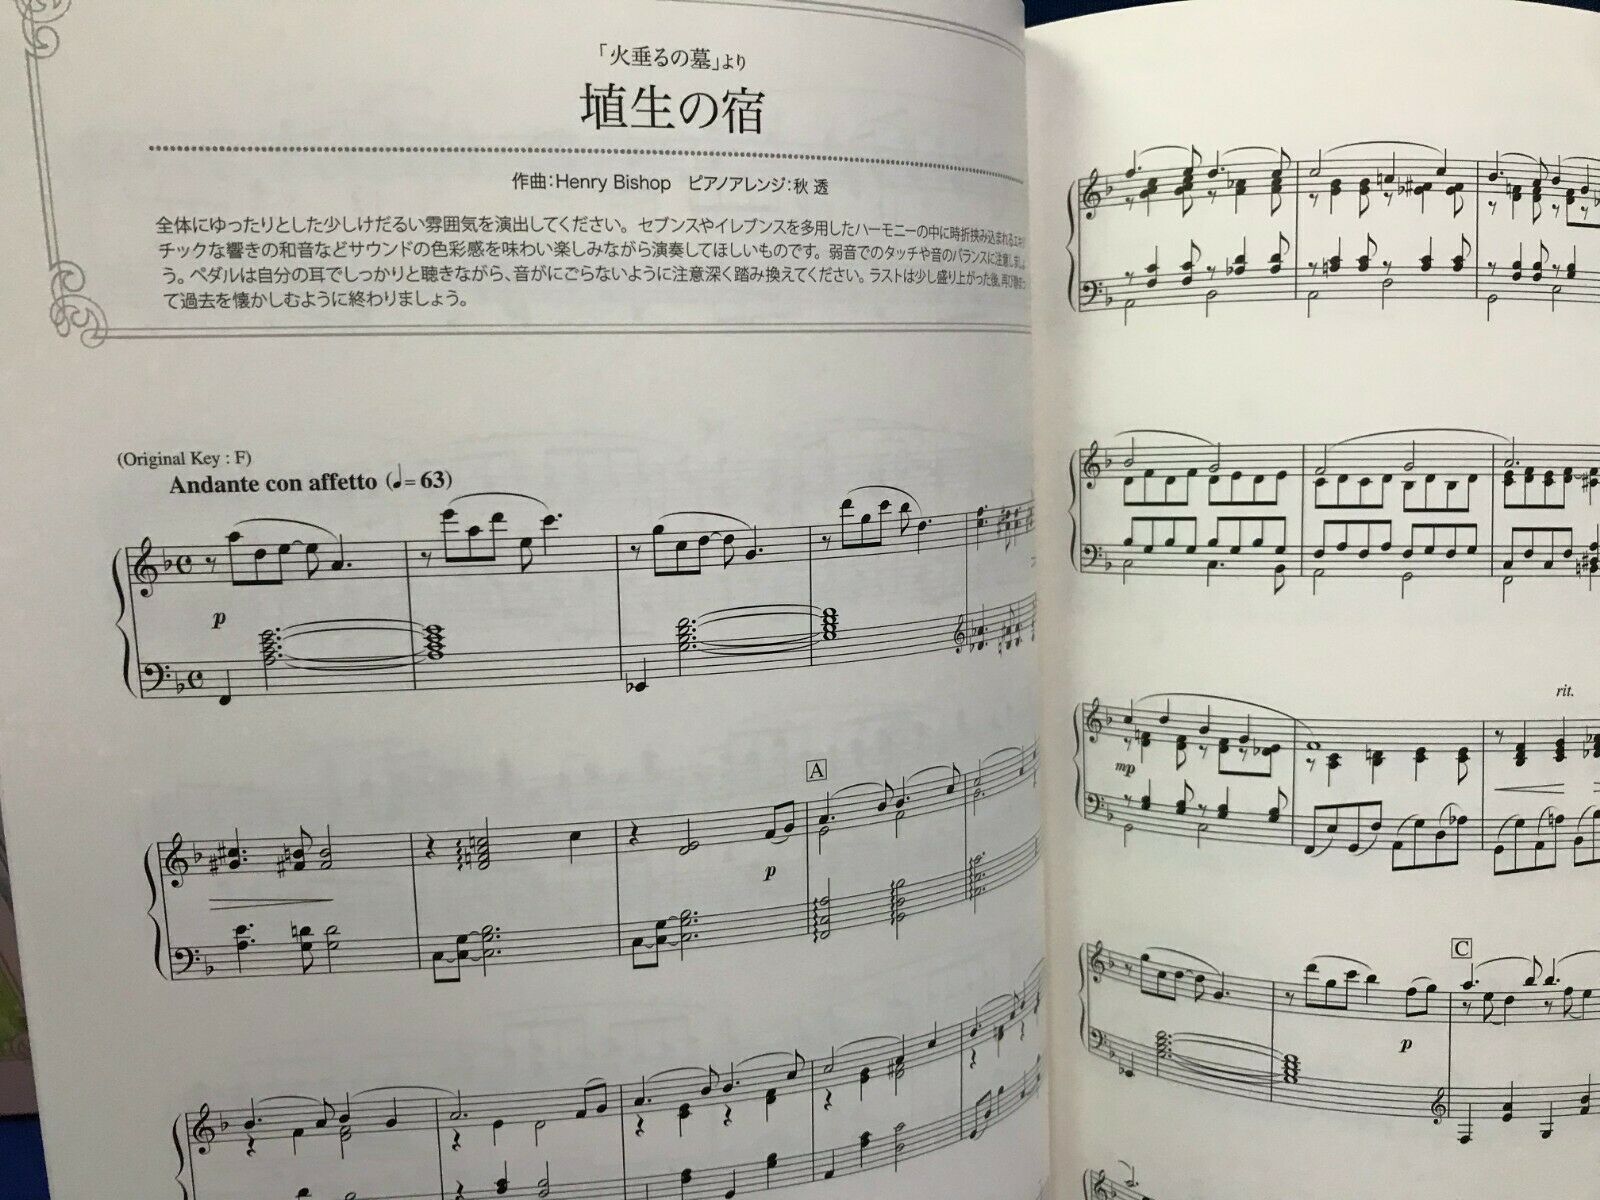 「火垂るの墓」より
埴生の宿
作曲：Henry Bishop　ピアノアレンジ：秋 透
全体にゆったりとした少しけだるい雰囲気を演出してください。セブンスやイレブンスを多用したハーモニーの中に時折挟み込まれるエキゾ
チックな響きの和音などサウンドの色彩感を味わい楽しみながら演奏してほしいものです。弱音でのタッチや音のバランスに注意しましょ
う。ペダルは自分の耳でしっかりと聴きながら、音がにごらないように注意深く踏み換えてください。ラストは少し盛り上がった後、再び
て過去を懐かしむように終わりましょう。
(Original Key : F)
Andante con affetto (♩= 63)
p
A
p
rit.
mp
C
p